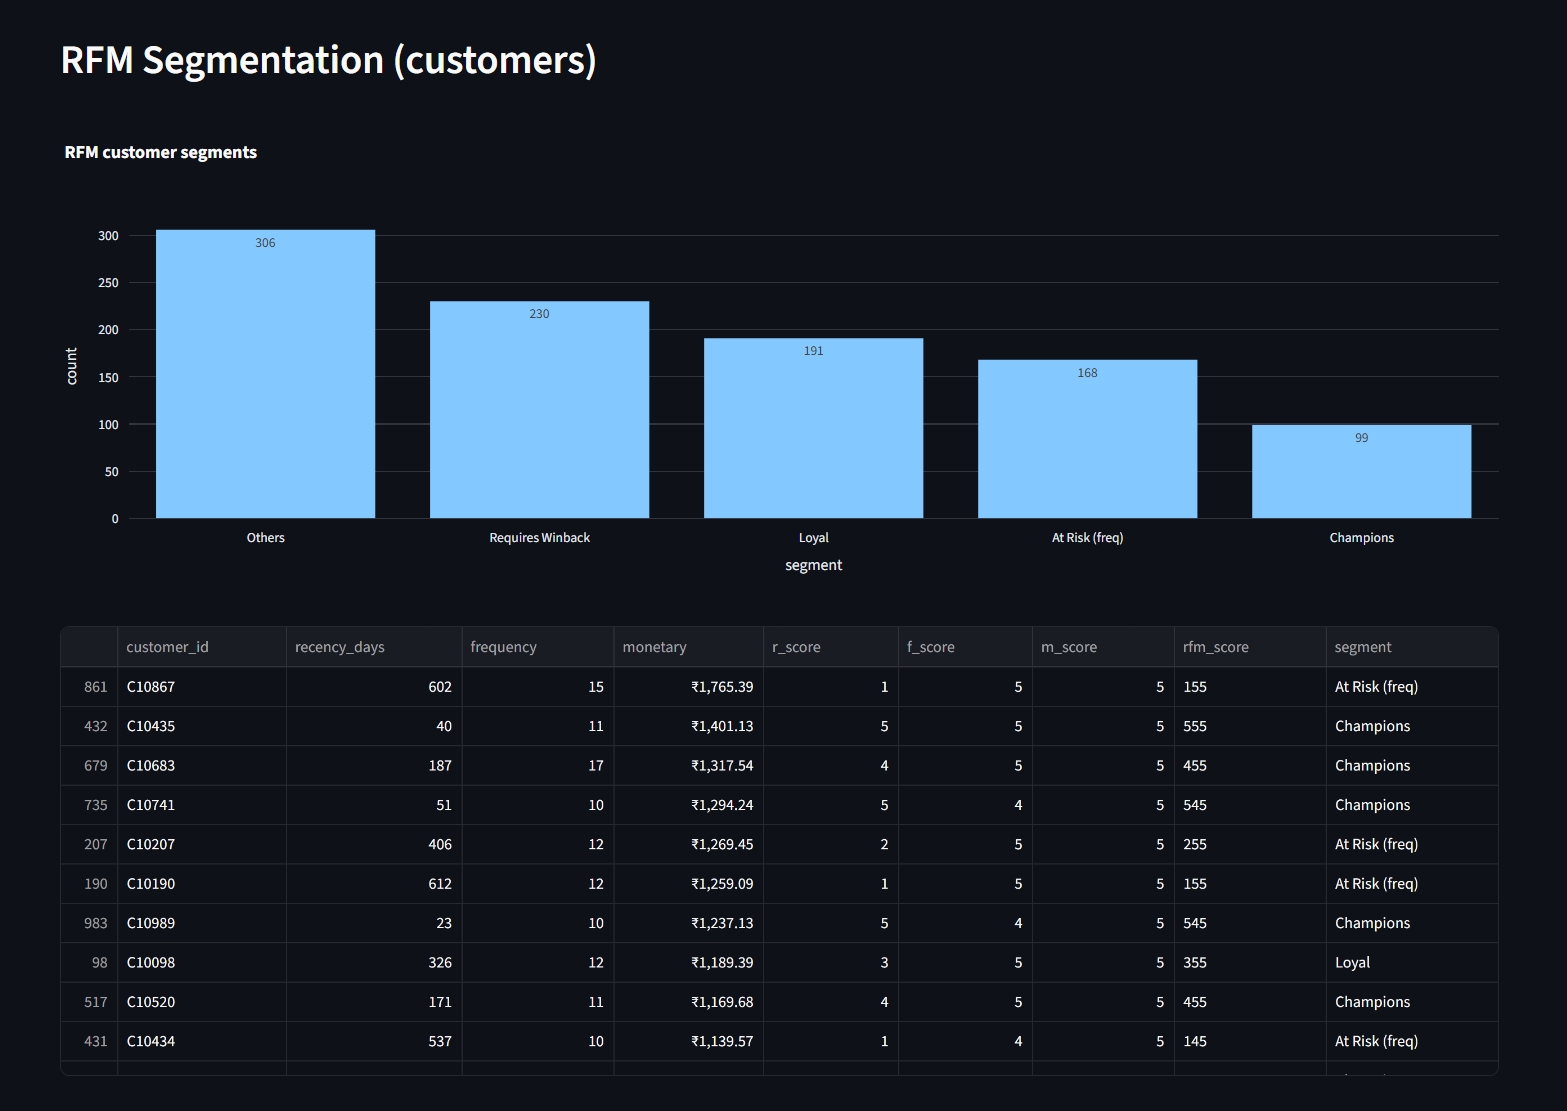 RFM Segmentation (customers)
RFM customer segments
300
250
200
150
100
50
0
count
306
230
191
168
99
Others Requires Winback Loyal At Risk (freq) Champions
segment
customer_id recency_days frequency monetary r_score f_score m_score rfm_score segment
861 C10867 602 15 ₹1,765.39 1 5 5 155 At Risk (freq)
432 C10435 40 11 ₹1,401.13 5 5 5 555 Champions
679 C10683 187 17 ₹1,317.54 4 5 5 455 Champions
735 C10741 51 10 ₹1,294.24 5 4 5 545 Champions
207 C10207 406 12 ₹1,269.45 2 5 5 255 At Risk (freq)
190 C10190 612 12 ₹1,259.09 1 5 5 155 At Risk (freq)
983 C10989 23 10 ₹1,237.13 5 4 5 545 Champions
98 C10098 326 12 ₹1,189.39 3 5 5 355 Loyal
517 C10520 171 11 ₹1,169.68 4 5 5 455 Champions
431 C10434 537 10 ₹1,139.57 1 4 5 145 At Risk (freq)